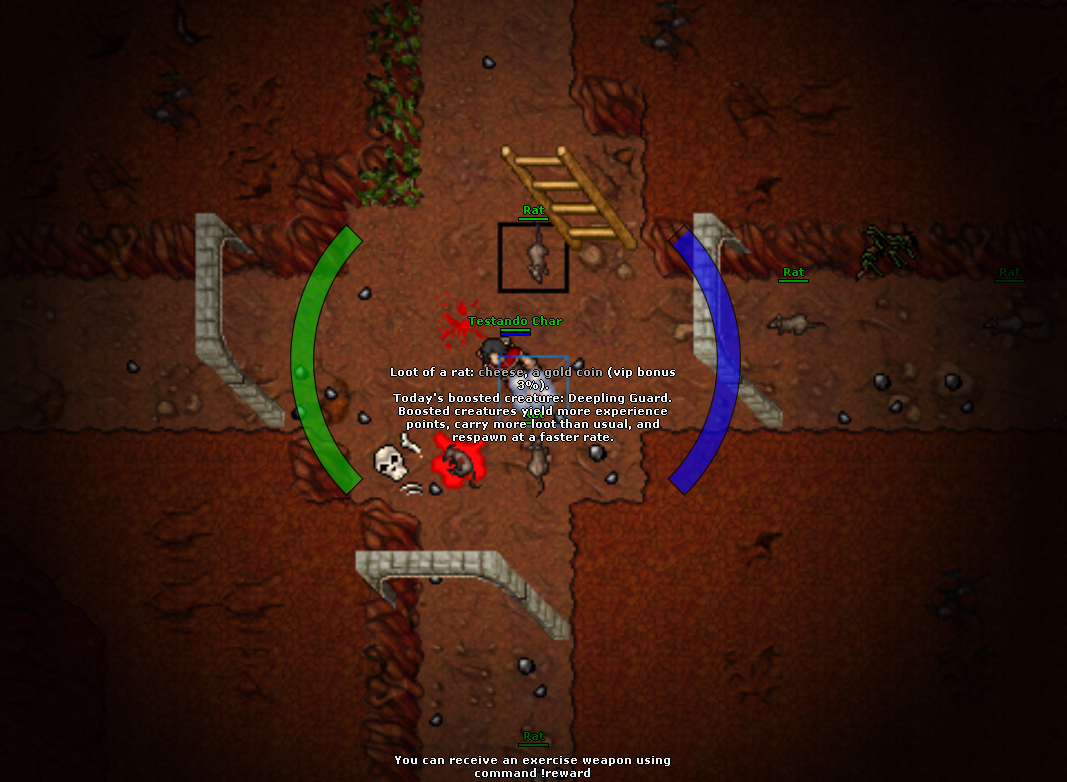 Rat
Rat
Rat
Testando Char
Loot of a rat: cheese, a gold coin (vip bonus
3%).
Today's boosted creature: Deepling Guard.
Boosted creatures yield more experience
points, carry more loot than usual, and
respawn at a faster rate.
Rat
You can receive an exercise weapon using
command !reward